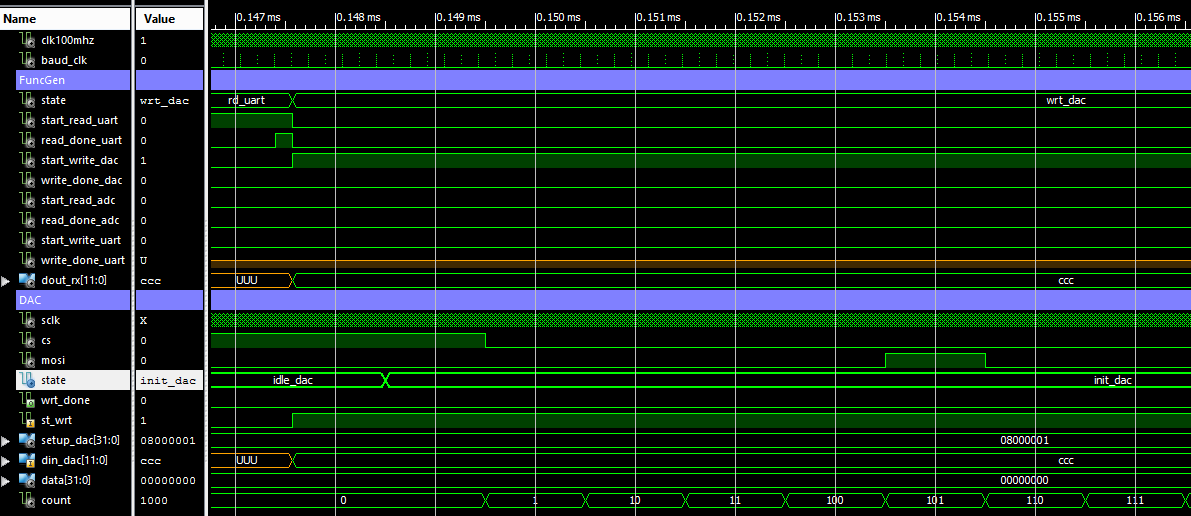 Name Value 0.147 ms 0.148 ms 0.149 ms 0.150 ms 0.151 ms 0.152 ms 0.153 ms 0.154 ms 0.155 ms 0.156 ms
clk100mhz 1
baud_clk 0
FuncGen
state wrt_dac rd_uart wrt_dac
start_read_uart 0
read_done_uart 0
start_write_dac 1
write_done_dac 0
start_read_adc 0
read_done_adc 0
start_write_uart 0
write_done_uart U
dout_rx[11:0] ccc UUU ccc
DAC
sclk X
cs 0
mosi 0
state init_dac idle_dac init_dac
wrt_done 0
st_wrt 1
setup_dac[31:0] 08000001 08000001
din_dac[11:0] ccc UUU ccc
data[31:0] 00000000 00000000
count 1000 0 1 10 11 100 101 110 111